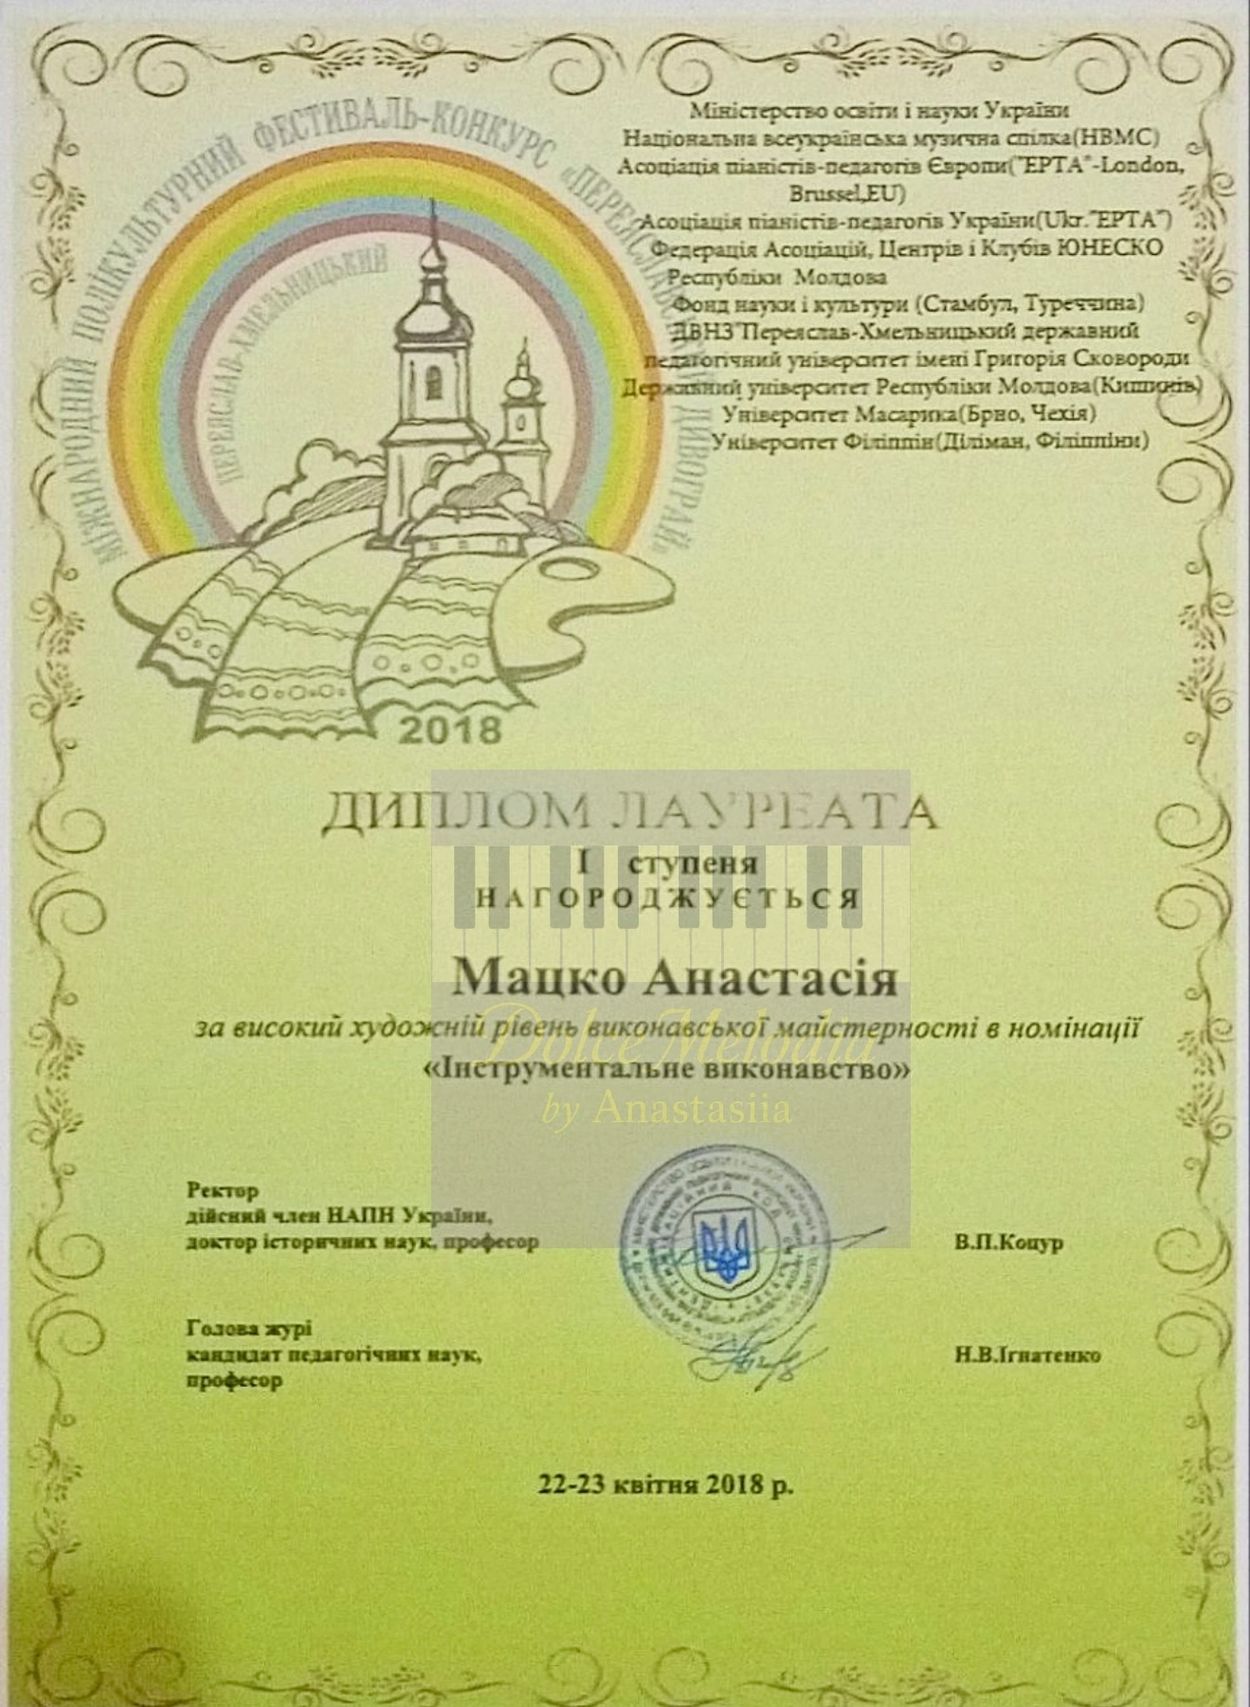 МІЖНАРОДНИЙ ПОЛІКУЛЬТУРНИЙ ФЕСТИВАЛЬ-КОНКУРС «ПЕРЕЯСЛАВСЬКИЙ ДИВОГРАЙ»
ПЕРЕЯСЛАВ-ХМЕЛЬНИЦЬКИЙ
2018
Міністерство освіти і науки України
Національна всеукраїнська музична спілка(НВМС)
Асоціація піаністів-педагогів Європи("ЕРТА"-London,
Brussel,EU)
Асоціація піаністів-педагогів України(Ukr."ЕРТА")
Федерація Асоціацій, Центрів і Клубів ЮНЕСКО
Республіки Молдова
Фонд науки і культури (Стамбул, Туреччина)
ДВНЗ"Переяслав-Хмельницький державний
педагогічний університет імені Григорія Сковороди
Державний університет Республіки Молдова(Кишинів)
Університет Масарика(Брно, Чехія)
Університет Філіппін(Діліман, Філіппіни)
ДИПЛОМ ЛАУРЕАТА
І ступеня
НАГОРОДЖУЄТЬСЯ
Мацко Анастасія
за високий художній рівень виконавської майстерності в номінації
Dolce Melodia
«Інструментальне виконавство»
by Anastasiia
Ректор
дійсний член НАПН України,
доктор історичних наук, професор
В.П.Коцур
Голова журі
кандидат педагогічних наук,
професор
Н.В.Ігнатенко
22-23 квітня 2018 р.